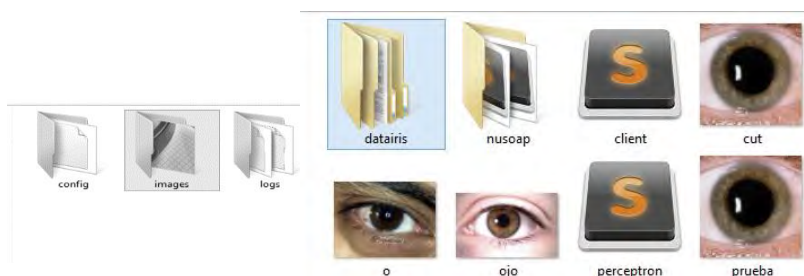 config images logs
datairis nusoap client cut
o ojo perceptron prueba